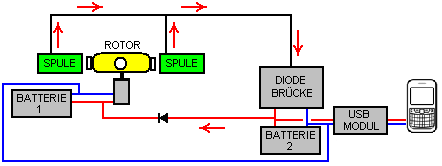 ROTOR
SPULE
SPULE
DIODE
BRÜCKE
BATTERIE
1
USB
MODUL
BATTERIE
2